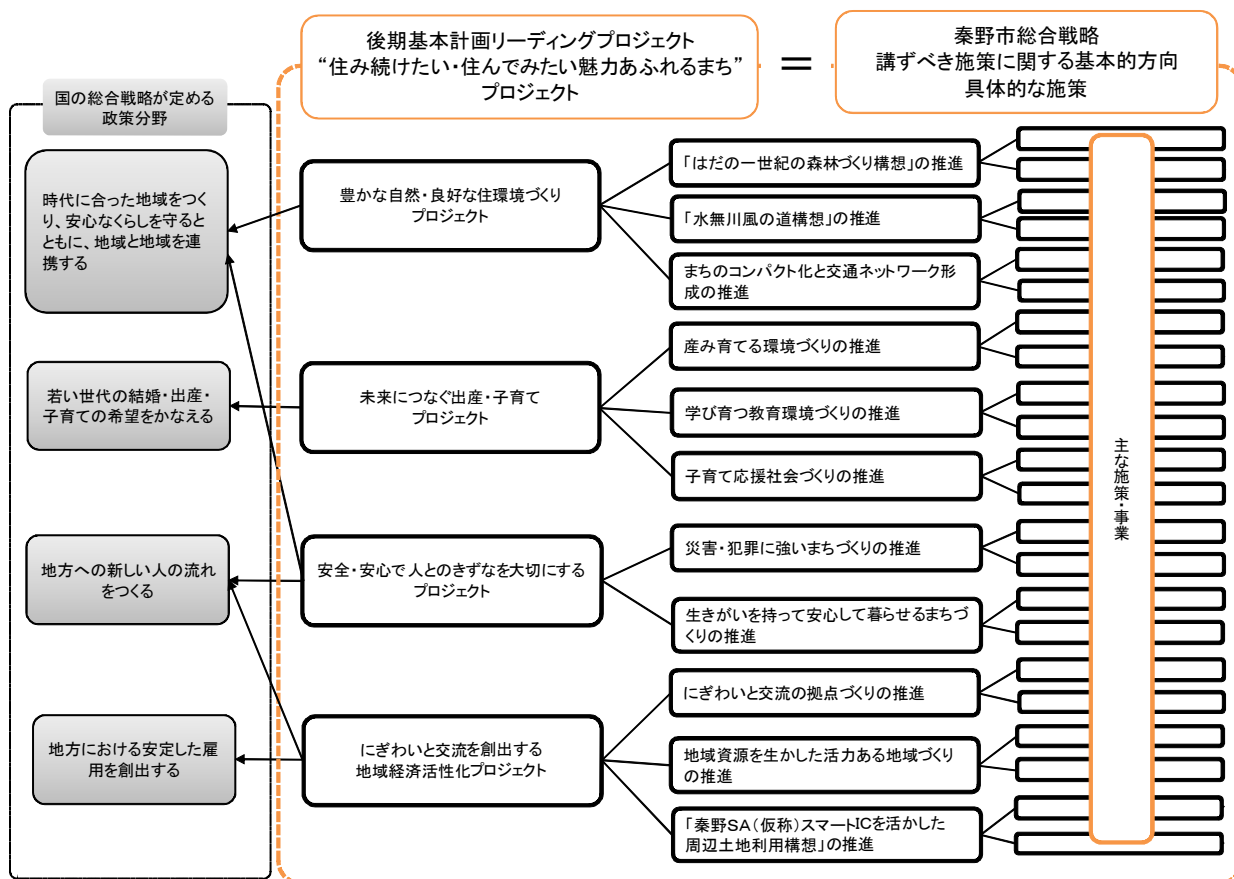 後期基本計画リーディングプロジェクト
“住み続けたい・住んでみたい魅力あふれるまち”
プロジェクト
＝
秦野市総合戦略
講ずべき施策に関する基本的方向
具体的な施策
国の総合戦略が定める
政策分野
時代に合った地域をつく
り、安心なくらしを守ると
ともに、地域と地域を連
携する
若い世代の結婚・出産・
子育ての希望をかなえる
地方への新しい人の流れ
をつくる
地方における安定した雇
用を創出する
豊かな自然・良好な住環境づくり
プロジェクト
未来につなぐ出産・子育て
プロジェクト
安全・安心で人とのきずなを大切にする
プロジェクト
にぎわいと交流を創出する
地域経済活性化プロジェクト
「はだの一世紀の森林づくり構想」の推進
「水無川風の道構想」の推進
まちのコンパクト化と交通ネットワーク形
成の推進
産み育てる環境づくりの推進
学び育つ教育環境づくりの推進
子育て応援社会づくりの推進
災害・犯罪に強いまちづくりの推進
生きがいを持って安心して暮らせるまちづ
くりの推進
にぎわいと交流の拠点づくりの推進
地域資源を生かした活力ある地域づくり
の推進
「秦野SA（仮称）スマートICを活かした
周辺土地利用構想」の推進
主な施策・事業